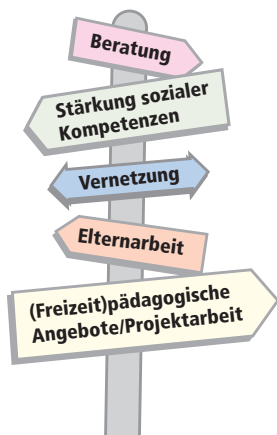 Beratung
Stärkung sozialer
Kompetenzen
Vernetzung
Elternarbeit
(Freizeit)pädagogische
Angebote/Projektarbeit